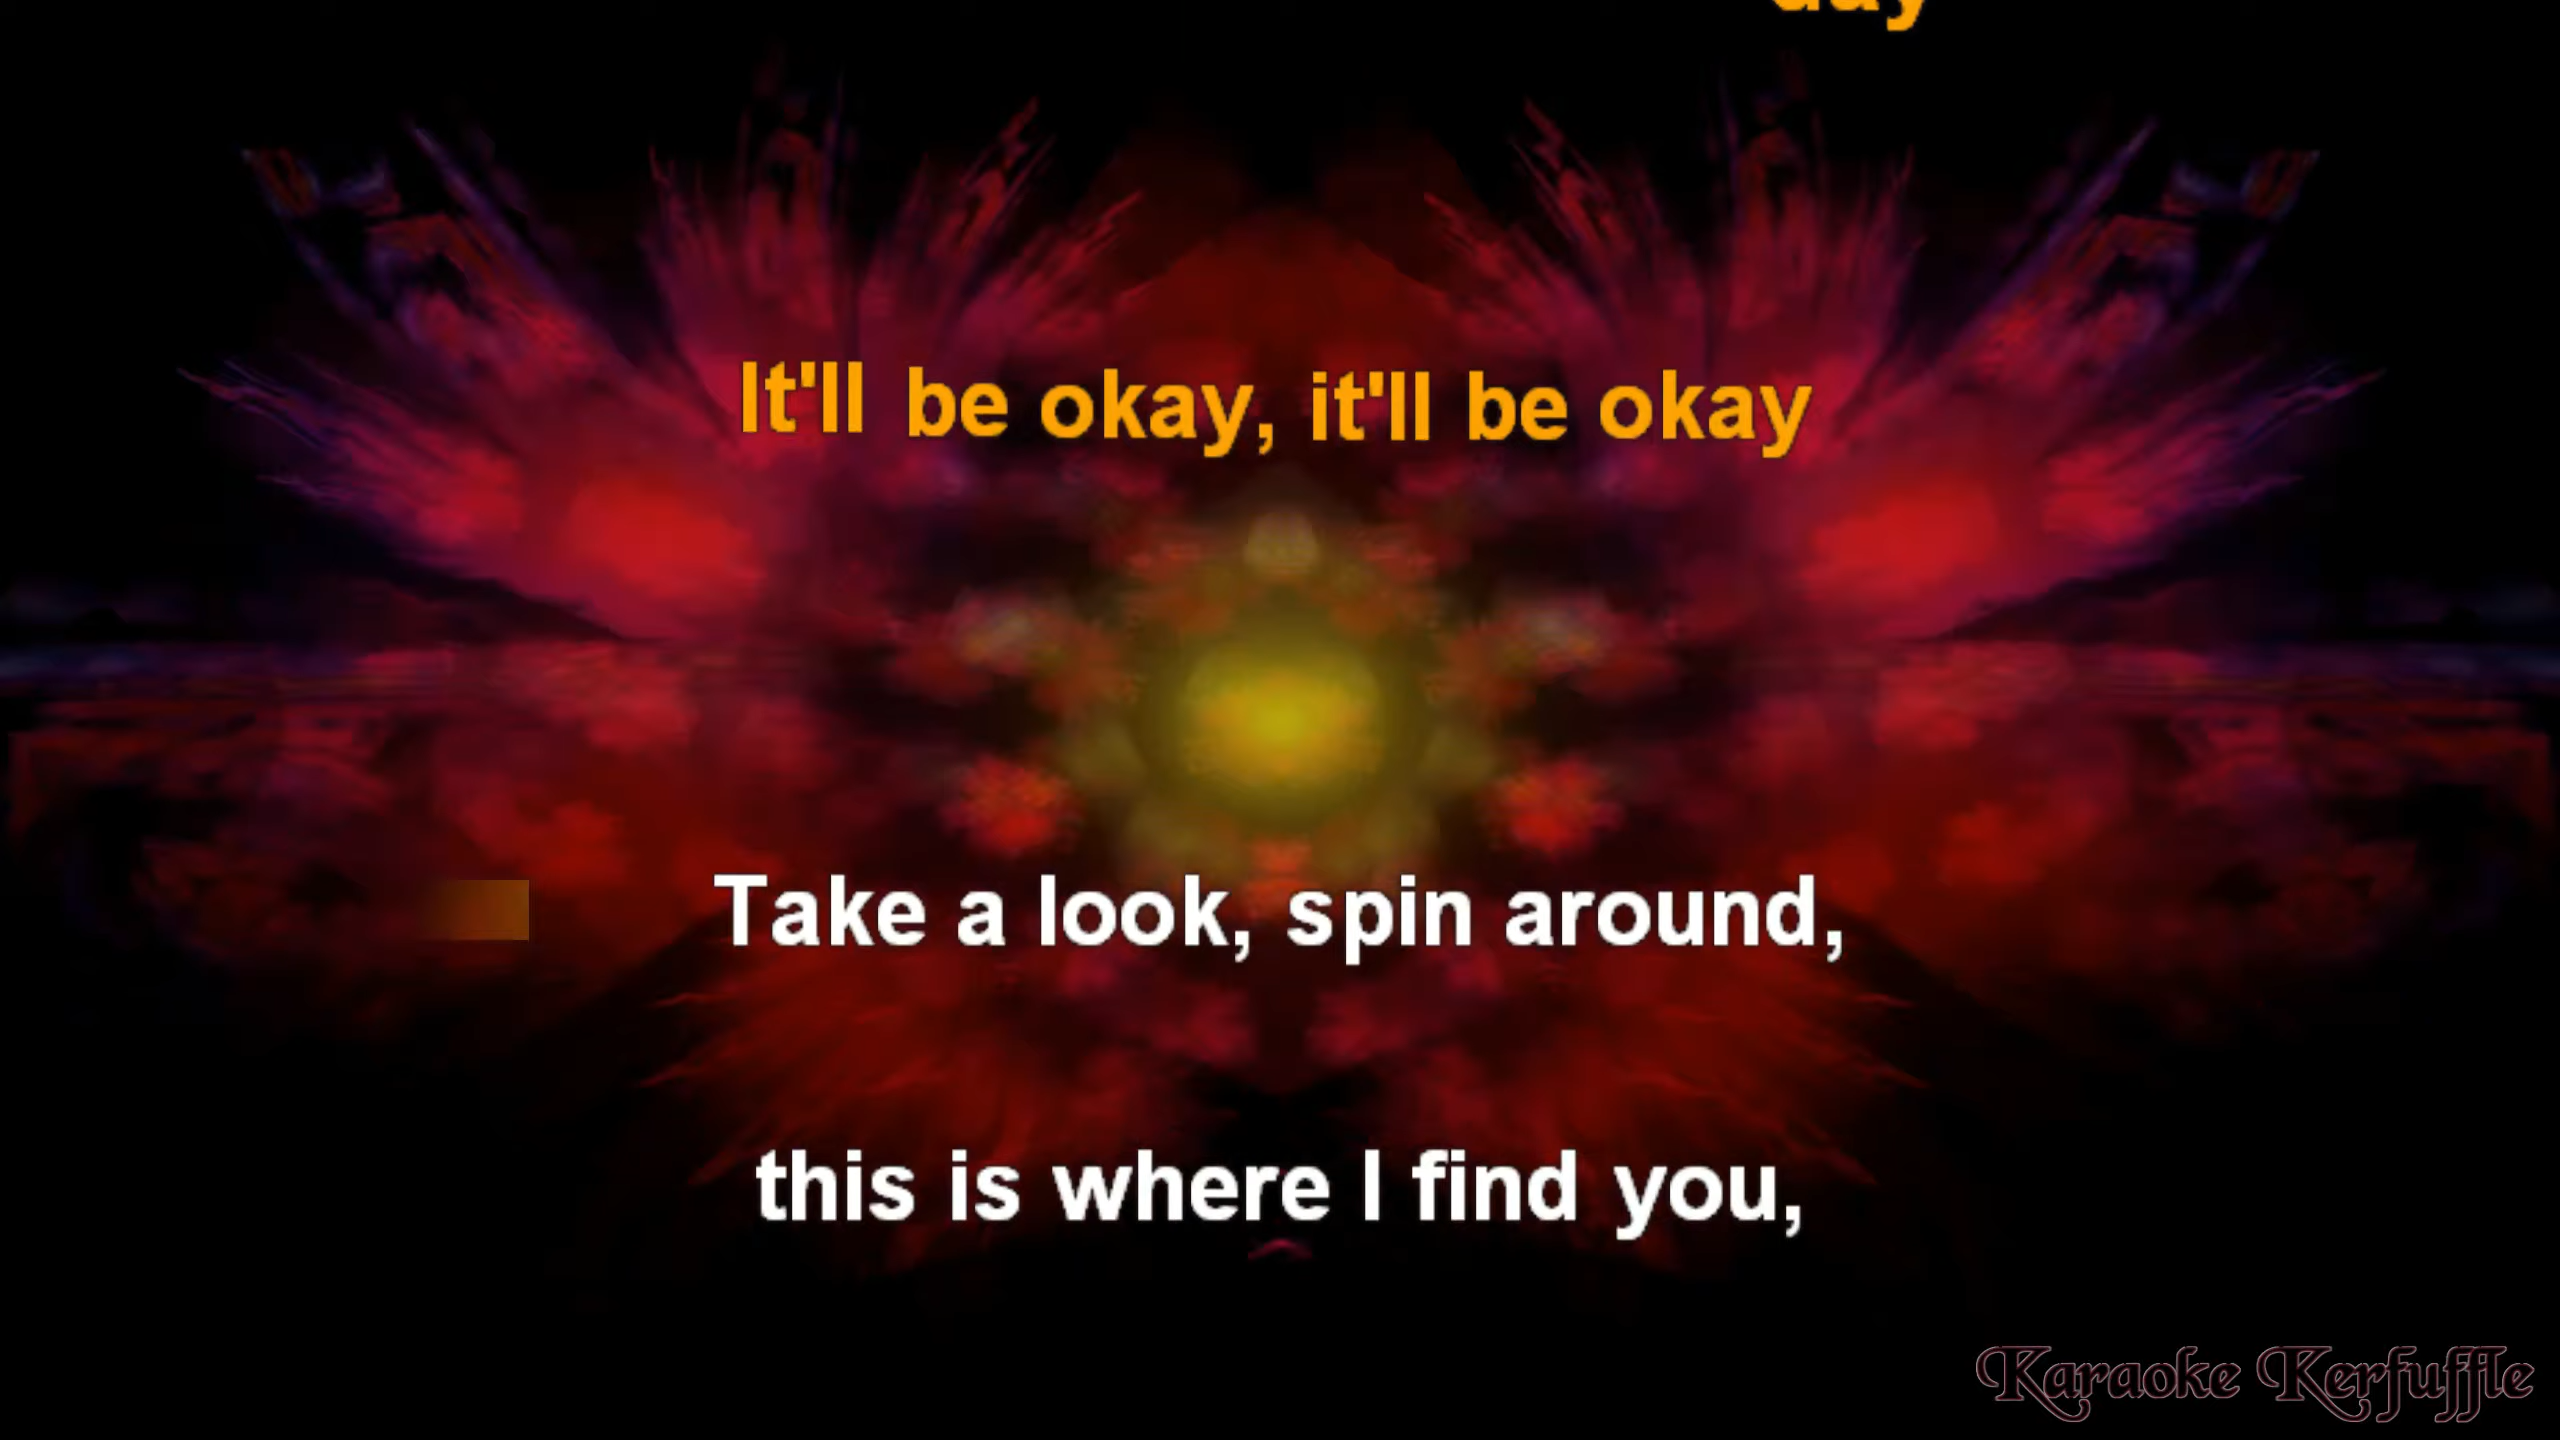 day
It'll be okay, it'll be okay
Take a look, spin around,
this is where I find you,
Karaoke Kerfuffle